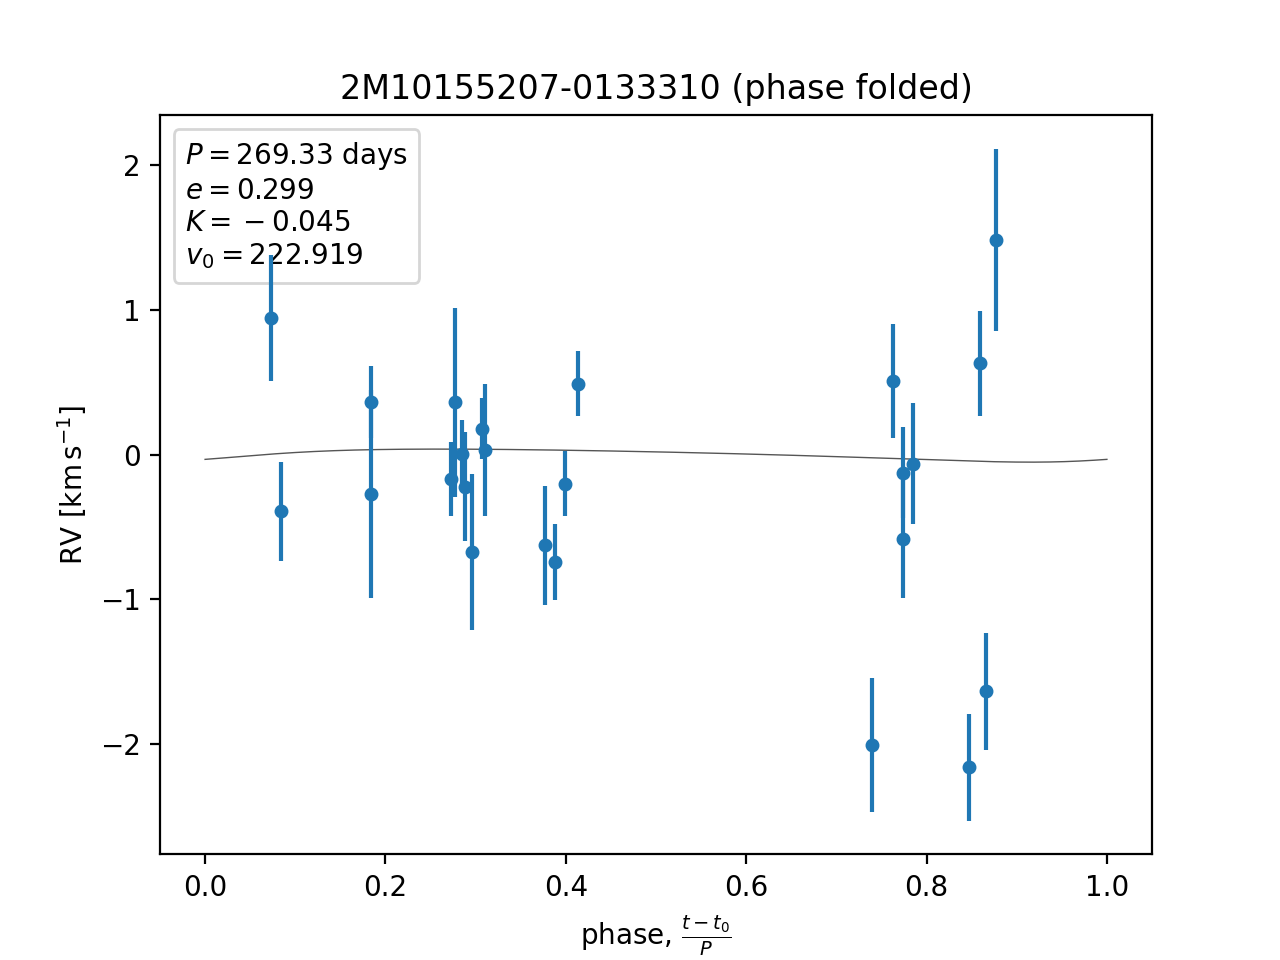 2M10155207-0133310 (phase folded)
P = 269.33 days
e = 0.299
K = −0.045
v₀ = 222.919
2
1
0
−1
−2
RV [km s⁻¹]
0.0 0.2 0.4 0.6 0.8 1.0
phase, (t − t₀)/P